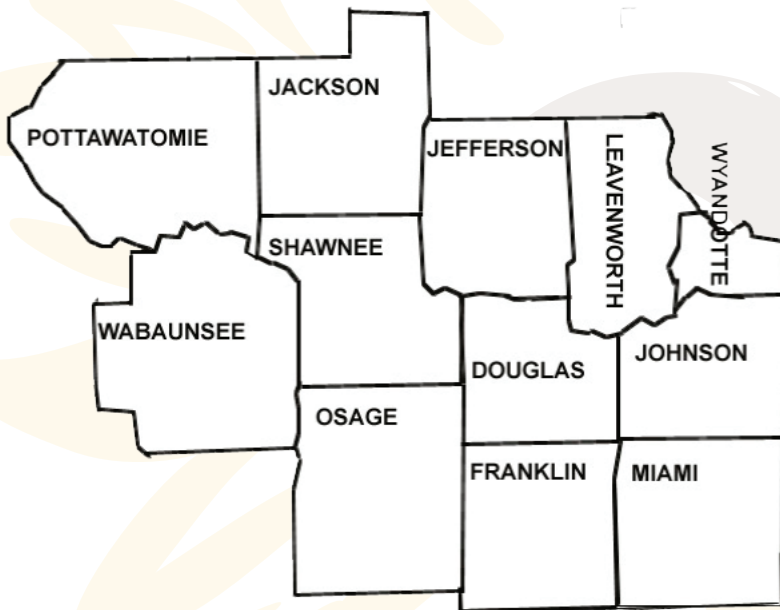 JACKSON
POTTAWATOMIE
JEFFERSON
LEAVENWORTH
WYANDOTTE
SHAWNEE
WABAUNSEE
DOUGLAS
JOHNSON
OSAGE
FRANKLIN
MIAMI